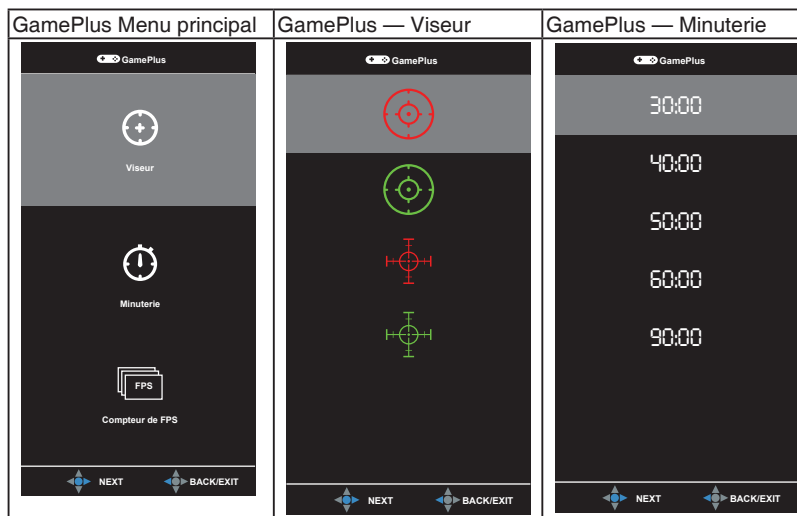 GamePlus Menu principal
GamePlus — Viseur
GamePlus — Minuterie
GamePlus
Viseur
Minuterie
FPS
Compteur de FPS
NEXT BACK/EXIT
GamePlus
NEXT BACK/EXIT
GamePlus
30:00
40:00
50:00
60:00
90:00
NEXT BACK/EXIT